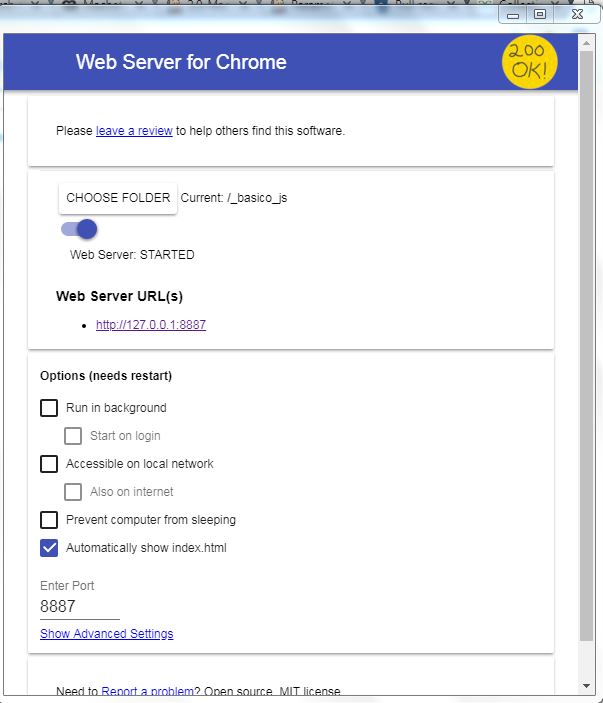 Web Server for Chrome
200 OK!
Please leave a review to help others find this software.
CHOOSE FOLDER Current: /_basico_js
Web Server: STARTED
Web Server URL(s)
http://127.0.0.1:8887
Options (needs restart)
Run in background
Start on login
Accessible on local network
Also on internet
Prevent computer from sleeping
Automatically show index.html
Enter Port
8887
Show Advanced Settings
Need to Report a problem? Open source, MIT license